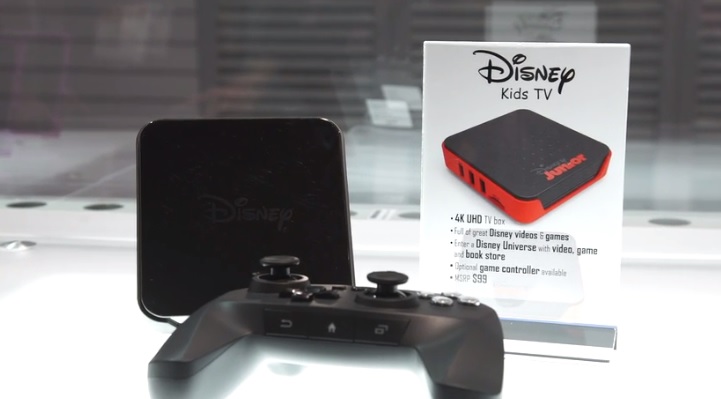 Disney
Kids TV
Junior
• 4K UHD TV box
• Full of great Disney videos & games
• Enter a Disney Universe with video, game
and book store
• Optional game controller available
• MSRP $99
Disney